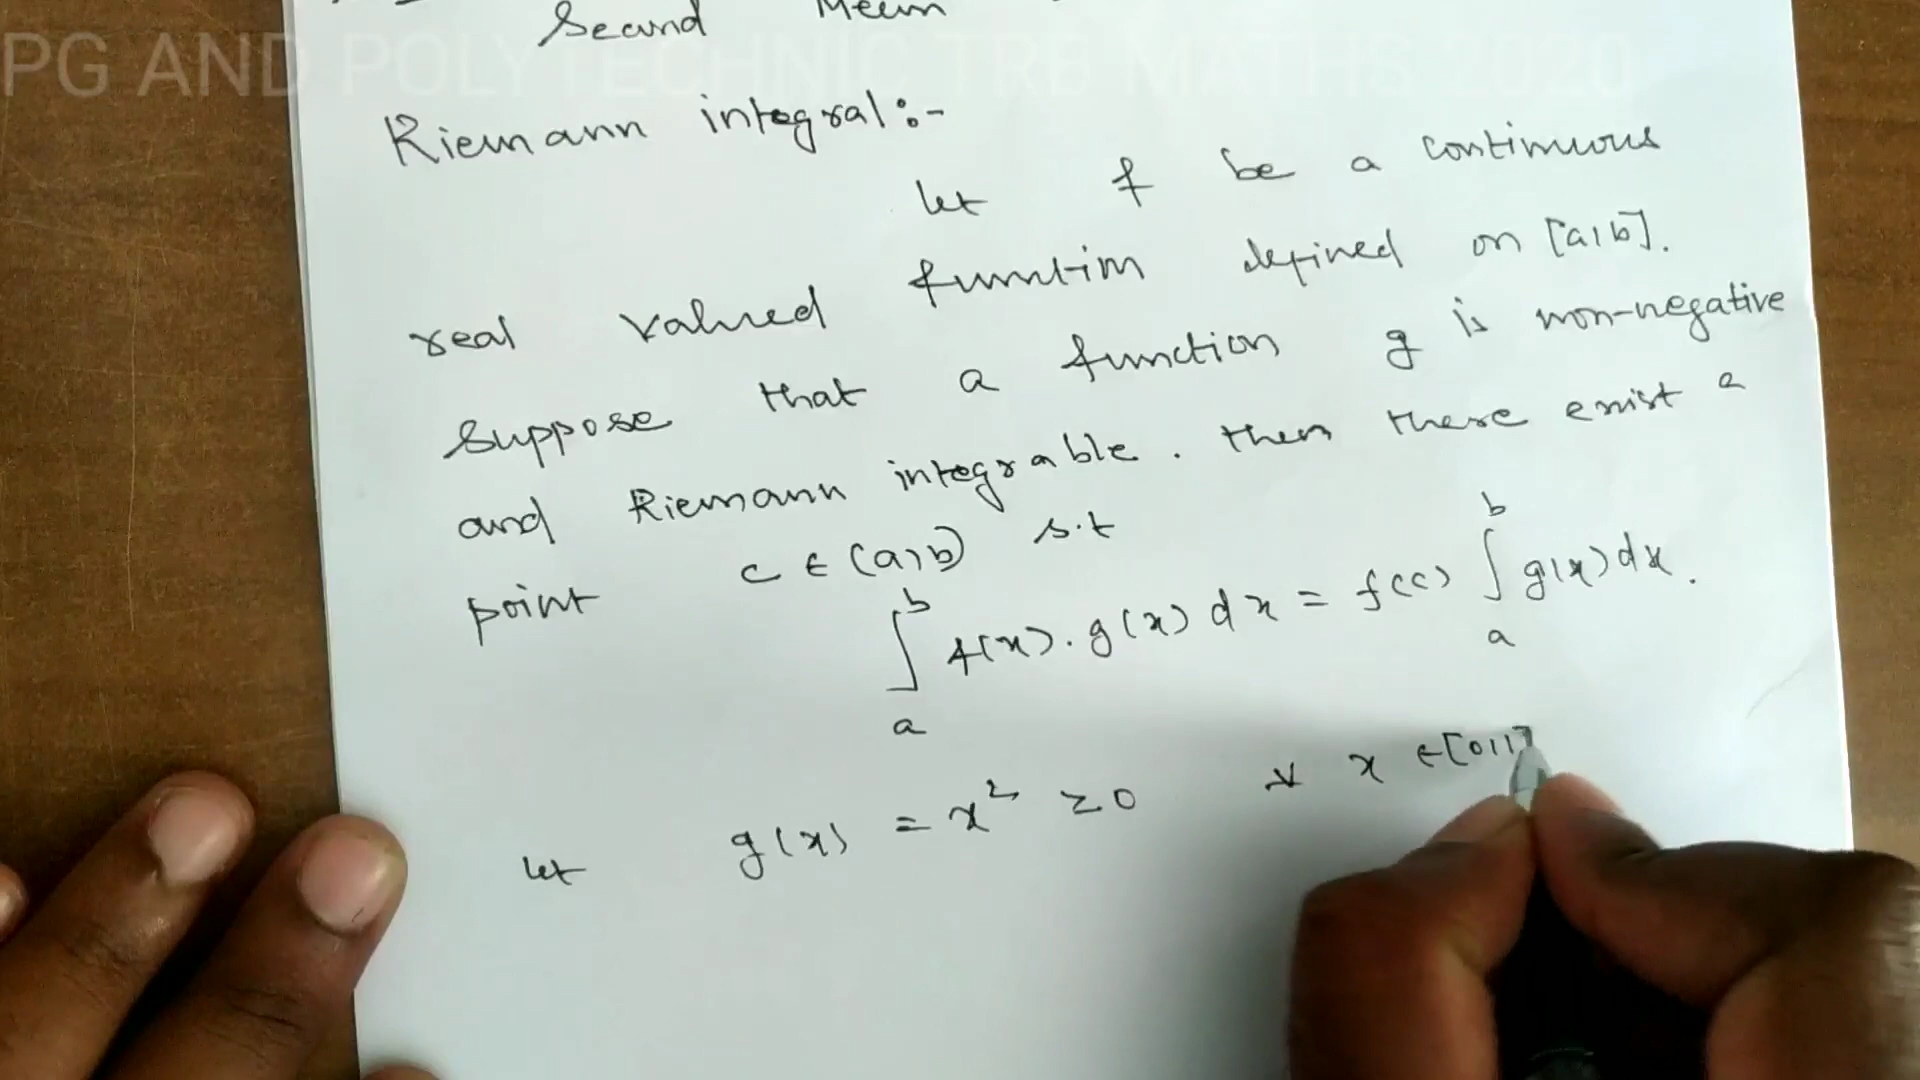 Second Mean
PG AND POLYTECHNIC TRB MATHS 2020
Riemann integral :-
let f be a continuous
real valued function defined on [a,b].
suppose that a function g is non-negative
and Riemann integrable. then there exist a
point c ∈ (a,b) s.t
∫_a^b f(x).g(x)dx = f(c) ∫_a^b g(x)dx.
let g(x) = x² ≥0 ∀ x ∈[0,1]